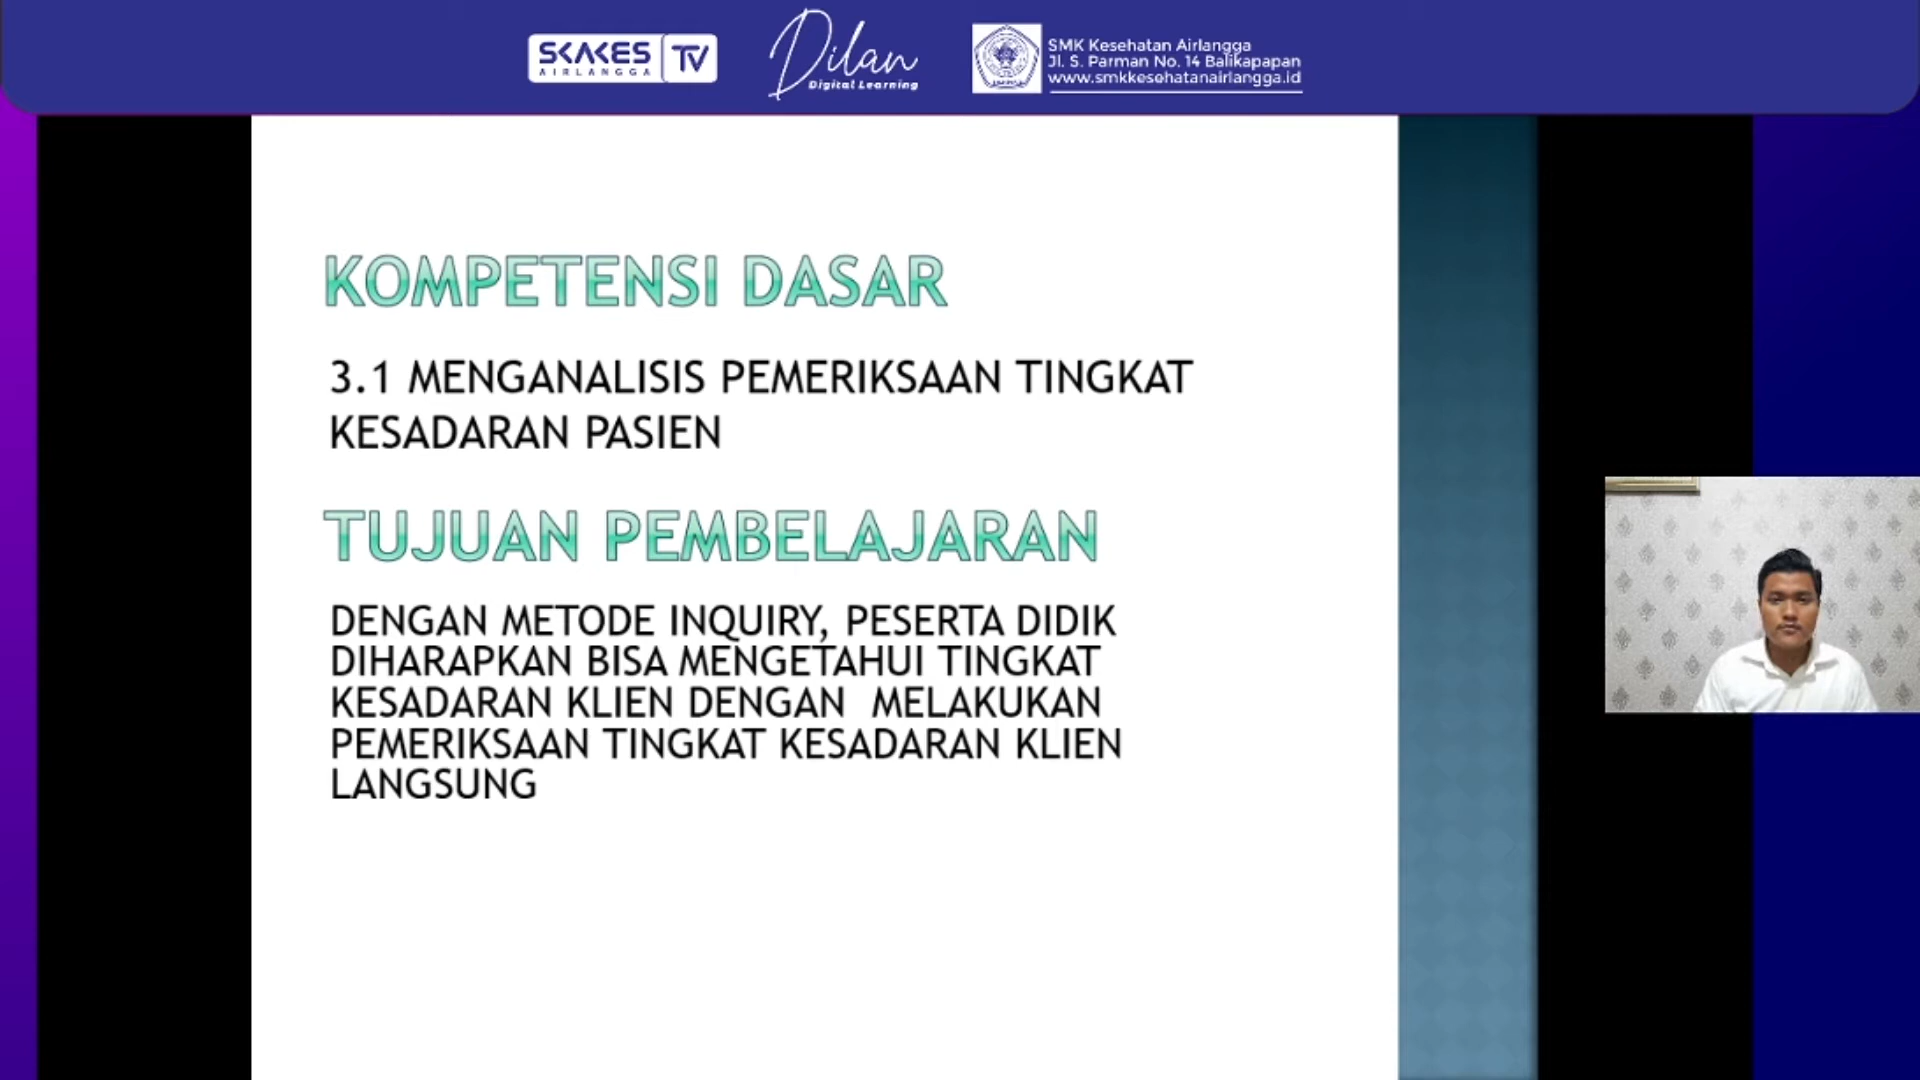 SKAKES TV
AIRLANGGA
Dilan
Digital Learning
SMK Kesehatan Airlangga
Jl. S. Parman No. 14 Balikapapan
www.smkkesehatanairlangga.id
KOMPETENSI DASAR
3.1 MENGANALISIS PEMERIKSAAN TINGKAT
KESADARAN PASIEN
TUJUAN PEMBELAJARAN
DENGAN METODE INQUIRY, PESERTA DIDIK
DIHARAPKAN BISA MENGETAHUI TINGKAT
KESADARAN KLIEN DENGAN  MELAKUKAN
PEMERIKSAAN TINGKAT KESADARAN KLIEN
LANGSUNG